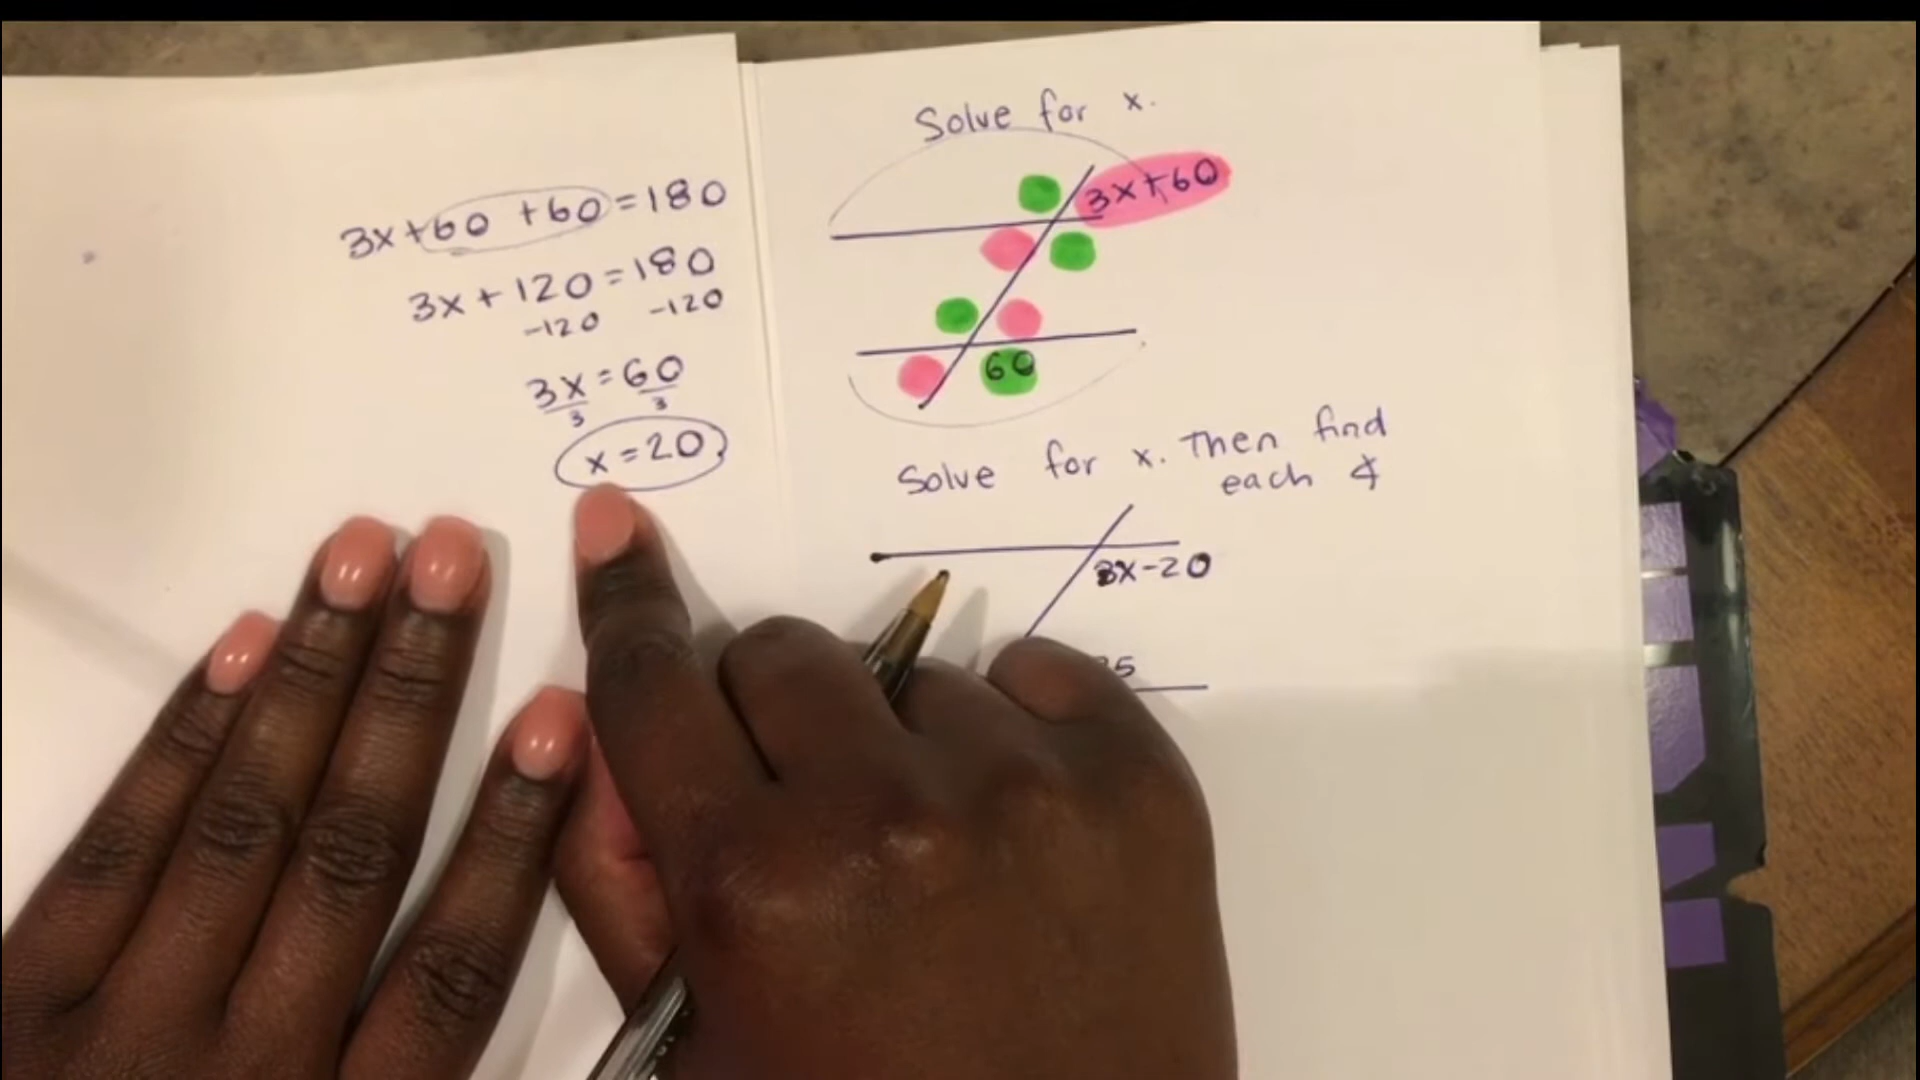 3x+60 +60=180
3x+120=180
-120 -120
3x=60
3 3
x=20
Solve for x.
3x+60
60
Solve for x. Then find
each ∡
3x-20
5